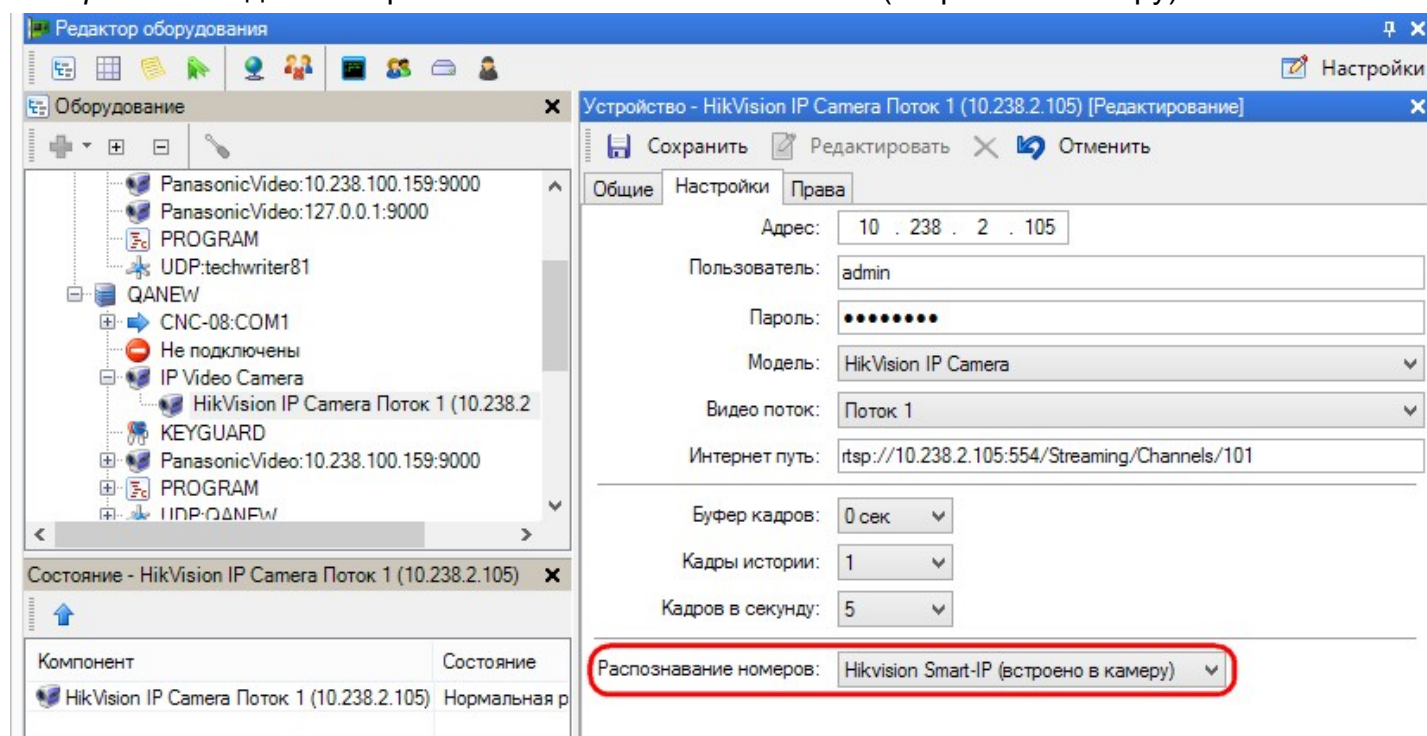 Редактор оборудования
Настройки
Оборудование
PanasonicVideo:10.238.100.159:9000
PanasonicVideo:127.0.0.1:9000
PROGRAM
UDP:techwriter81
QANEW
CNC-08:COM1
Не подключены
IP Video Camera
HikVision IP Camera Поток 1 (10.238.2
KEYGUARD
PanasonicVideo:10.238.100.159:9000
PROGRAM
UDP:QANEW
Состояние - HikVision IP Camera Поток 1 (10.238.2.105)
Компонент Состояние
HikVision IP Camera Поток 1 (10.238.2.105) Нормальная р
Устройство - HikVision IP Camera Поток 1 (10.238.2.105) [Редактирование]
Сохранить Редактировать Отменить
Общие Настройки Права
Адрес: 10 . 238 . 2 . 105
Пользователь: admin
Пароль: ●●●●●●●●
Модель: HikVision IP Camera
Видео поток: Поток 1
Интернет путь: rtsp://10.238.2.105:554/Streaming/Channels/101
Буфер кадров: 0 сек
Кадры истории: 1
Кадров в секунду: 5
Распознавание номеров: Hikvision Smart-IP (встроено в камеру)